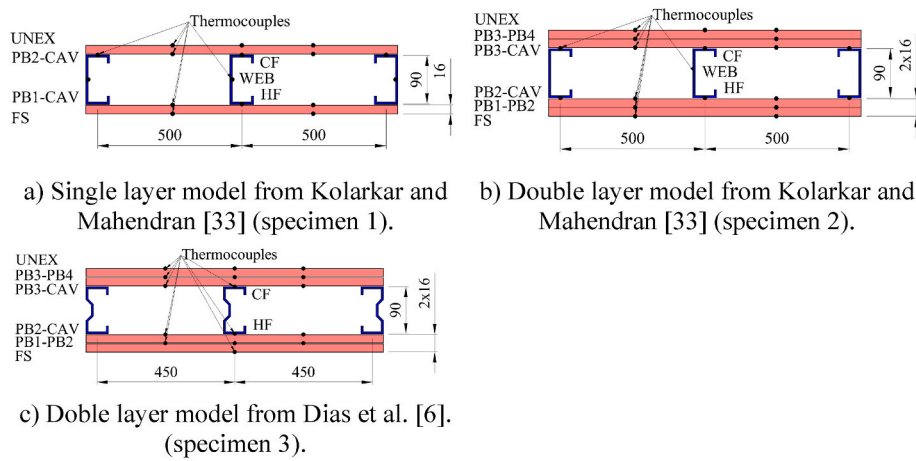 Thermocouples
UNEX
PB2-CAV
CF
WEB
PB1-CAV
HF
FS
90
16
500
500
a) Single layer model from Kolarkar and
Mahendran [33] (specimen 1).
Thermocouples
UNEX
PB3-PB4
PB3-CAV
CF
WEB
PB2-CAV
HF
PB1-PB2
FS
90
2x16
500
500
b) Double layer model from Kolarkar and
Mahendran [33] (specimen 2).
UNEX
Thermocouples
PB3-PB4
PB3-CAV
CF
PB2-CAV
HF
PB1-PB2
FS
90
2x16
450
450
c) Doble layer model from Dias et al. [6].
(specimen 3).